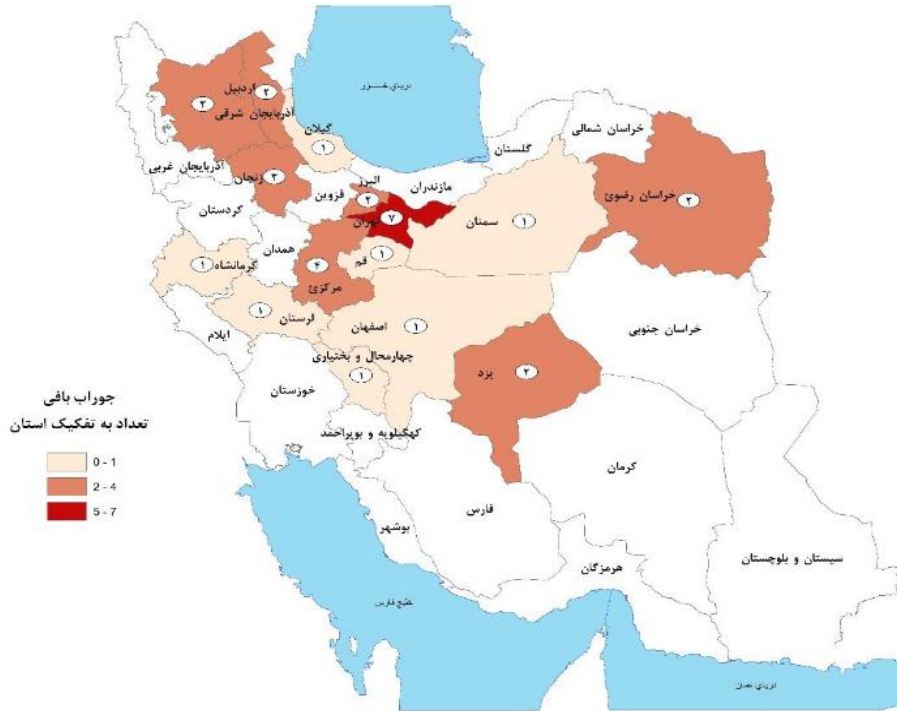 دریای خزر
اردبیل
۲
آذربایجان شرقی
گیلان
۱
خراسان شمالی
گلستان
آذربایجان غربی
زنجان
۳
البرز
۲
مازندران
قزوین
خراسان رضوی
۲
کردستان
تهران
۷
سمنان
۱
همدان
قم
۱
کرمانشاه
۱
۴
مرکزی
لرستان
۱
اصفهان
۱
ایلام
خراسان جنوبی
چهارمحال و بختیاری
۱
یزد
۲
خوزستان
جوراب بافی
تعداد به تفکیک استان
0 - 1
2 - 4
5 - 7
کهگیلویه و بویراحمد
کرمان
فارس
بوشهر
سیستان و بلوچستان
هرمزگان
خلیج فارس
دریای عمان